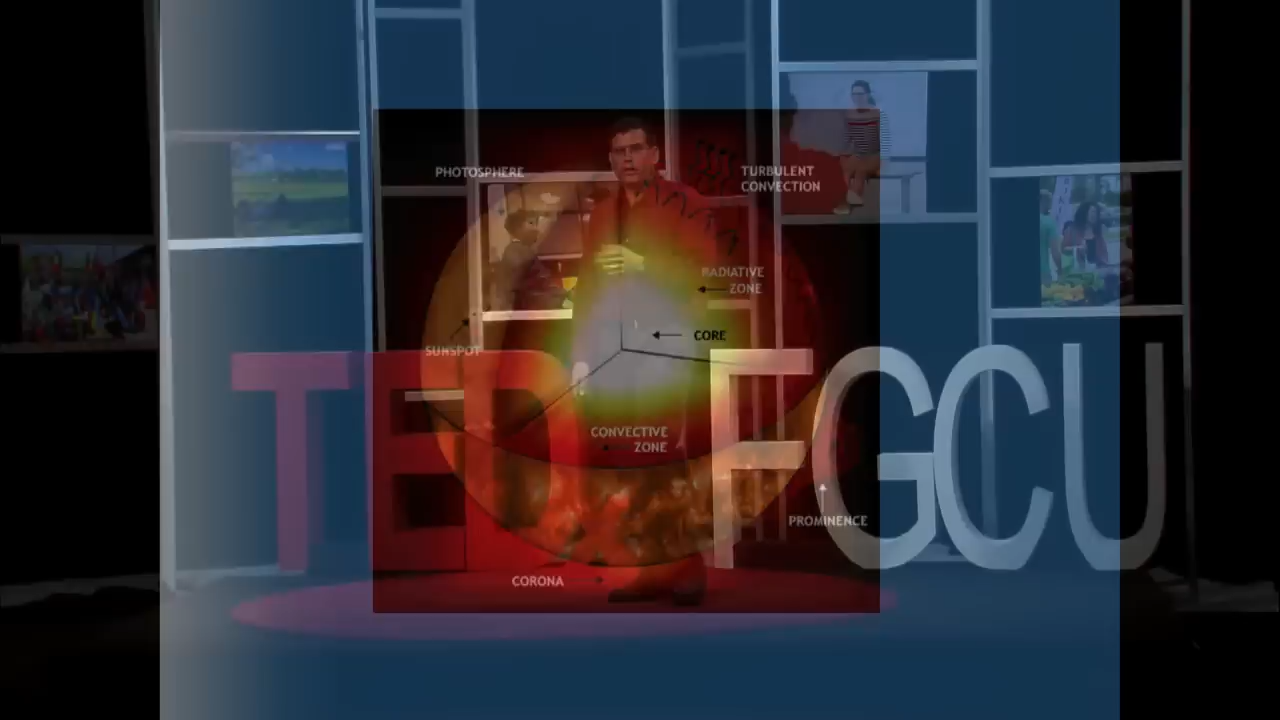 PHOTOSPHERE
TURBULENT
CONVECTION
RADIATIVE
ZONE
CORE
SUNSPOT
TED FGCU
CONVECTIVE
ZONE
PROMINENCE
CORONA